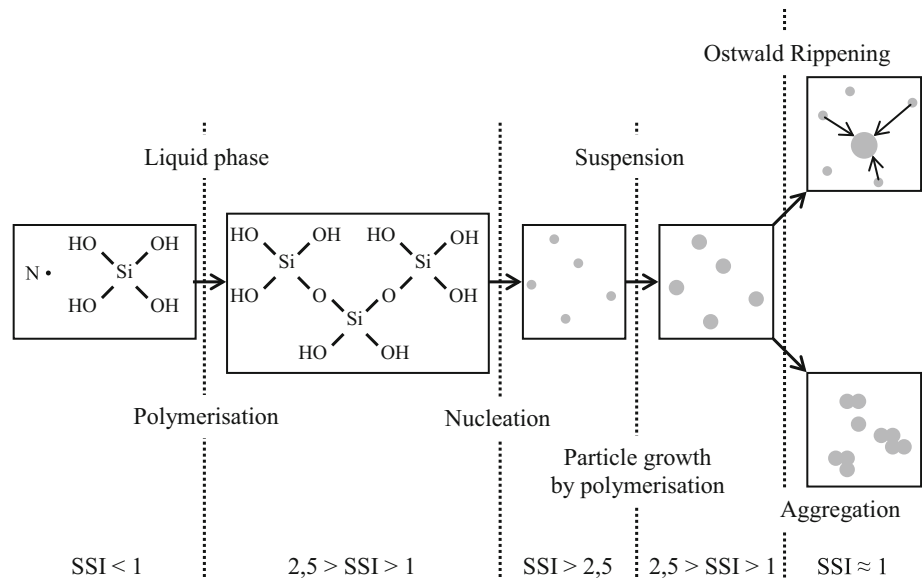 Ostwald Rippening
Liquid phase
Suspension
N •
HO
OH
Si
HO
OH
HO
OH
Si
HO
O
Si
HO
OH
O
HO
OH
Si
OH
HO
Polymerisation
Nucleation
Particle growth
by polymerisation
Aggregation
SSI < 1
2,5 > SSI > 1
SSI > 2,5
2,5 > SSI > 1
SSI ≈ 1